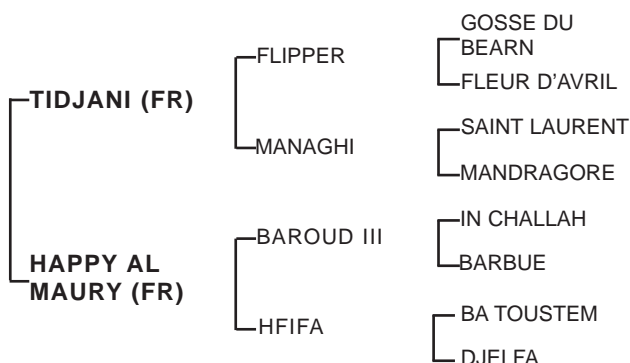 GOSSE DU
BEARN
FLIPPER
FLEUR D'AVRIL
TIDJANI (FR)
SAINT LAURENT
MANAGHI
MANDRAGORE
IN CHALLAH
BAROUD III
BARBUE
HAPPY AL
MAURY (FR)
BA TOUSTEM
HFIFA
DJELFA